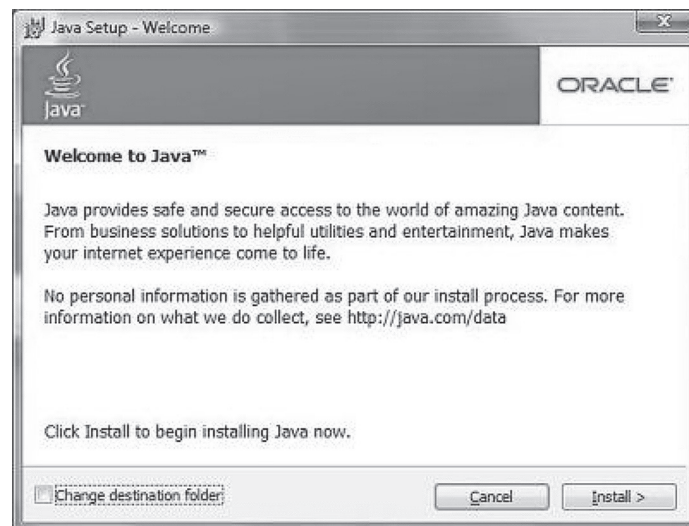 Java Setup - Welcome
Java™
ORACLE®
Welcome to Java™
Java provides safe and secure access to the world of amazing Java content.
From business solutions to helpful utilities and entertainment, Java makes
your internet experience come to life.
No personal information is gathered as part of our install process. For more
information on what we do collect, see http://java.com/data
Click Install to begin installing Java now.
Change destination folder
Cancel
Install >